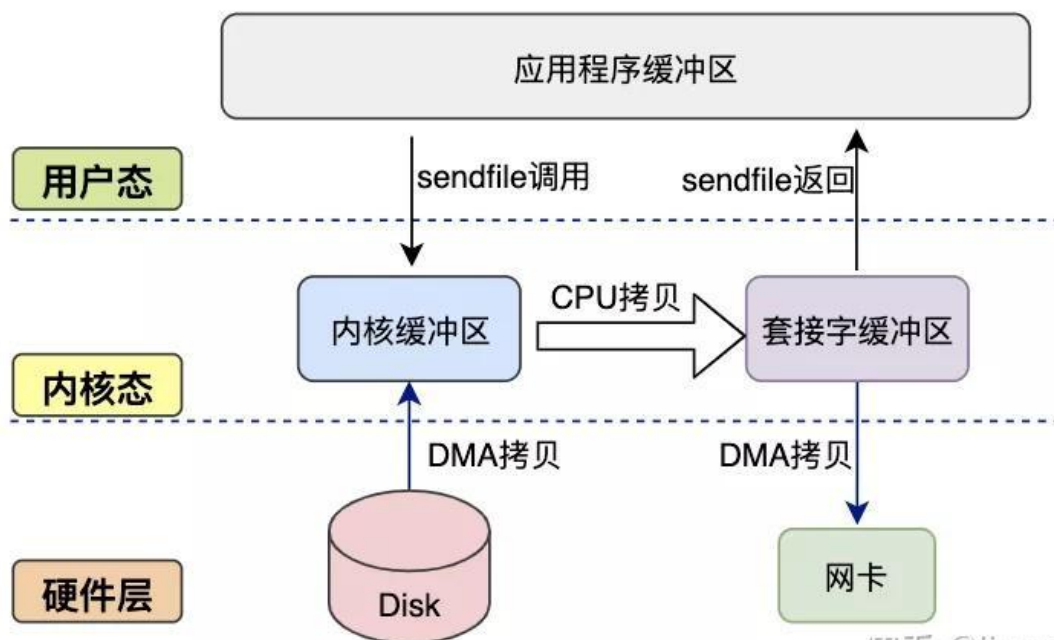 应用程序缓冲区
用户态
sendfile调用
sendfile返回
CPU拷贝
内核缓冲区
套接字缓冲区
内核态
DMA拷贝
DMA拷贝
硬件层
Disk
网卡